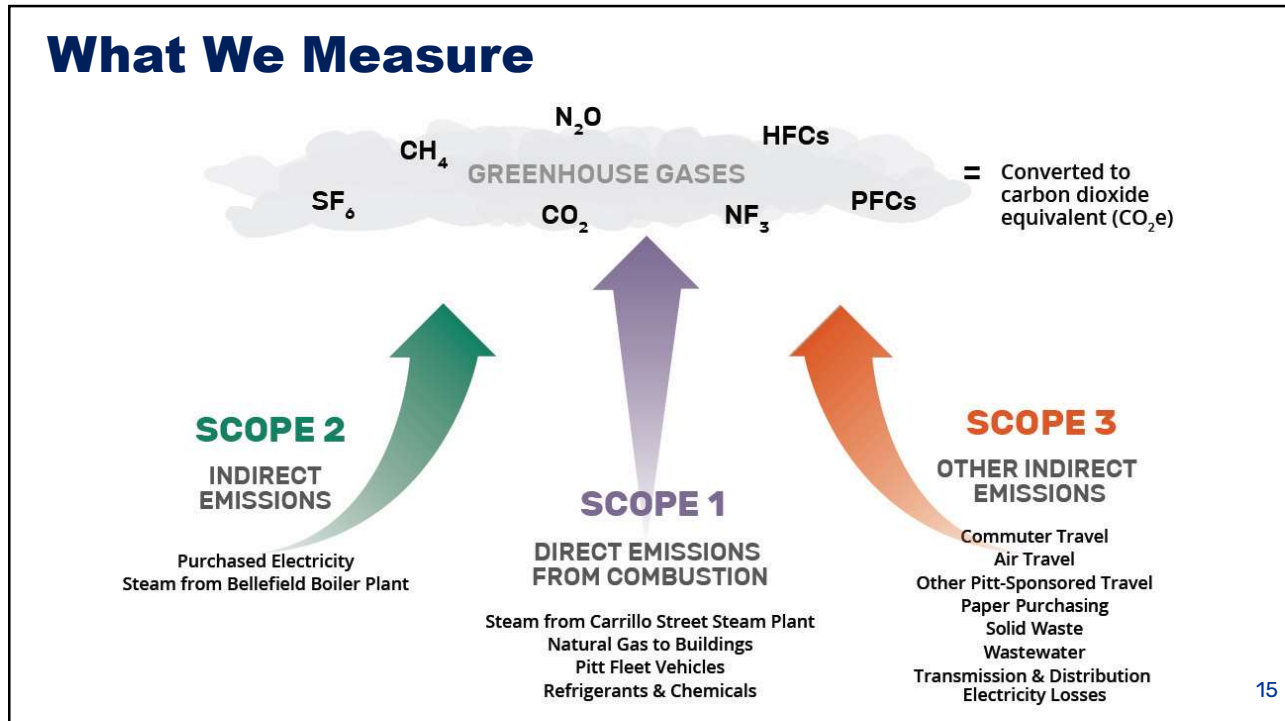 What We Measure
N₂O
HFCs
CH₄
GREENHOUSE GASES
SF₆
CO₂
NF₃
PFCs
= Converted to
carbon dioxide
equivalent (CO₂e)
SCOPE 2
INDIRECT
EMISSIONS
Purchased Electricity
Steam from Bellefield Boiler Plant
SCOPE 1
DIRECT EMISSIONS
FROM COMBUSTION
Steam from Carrillo Street Steam Plant
Natural Gas to Buildings
Pitt Fleet Vehicles
Refrigerants & Chemicals
SCOPE 3
OTHER INDIRECT
EMISSIONS
Commuter Travel
Air Travel
Other Pitt-Sponsored Travel
Paper Purchasing
Solid Waste
Wastewater
Transmission & Distribution
Electricity Losses
15